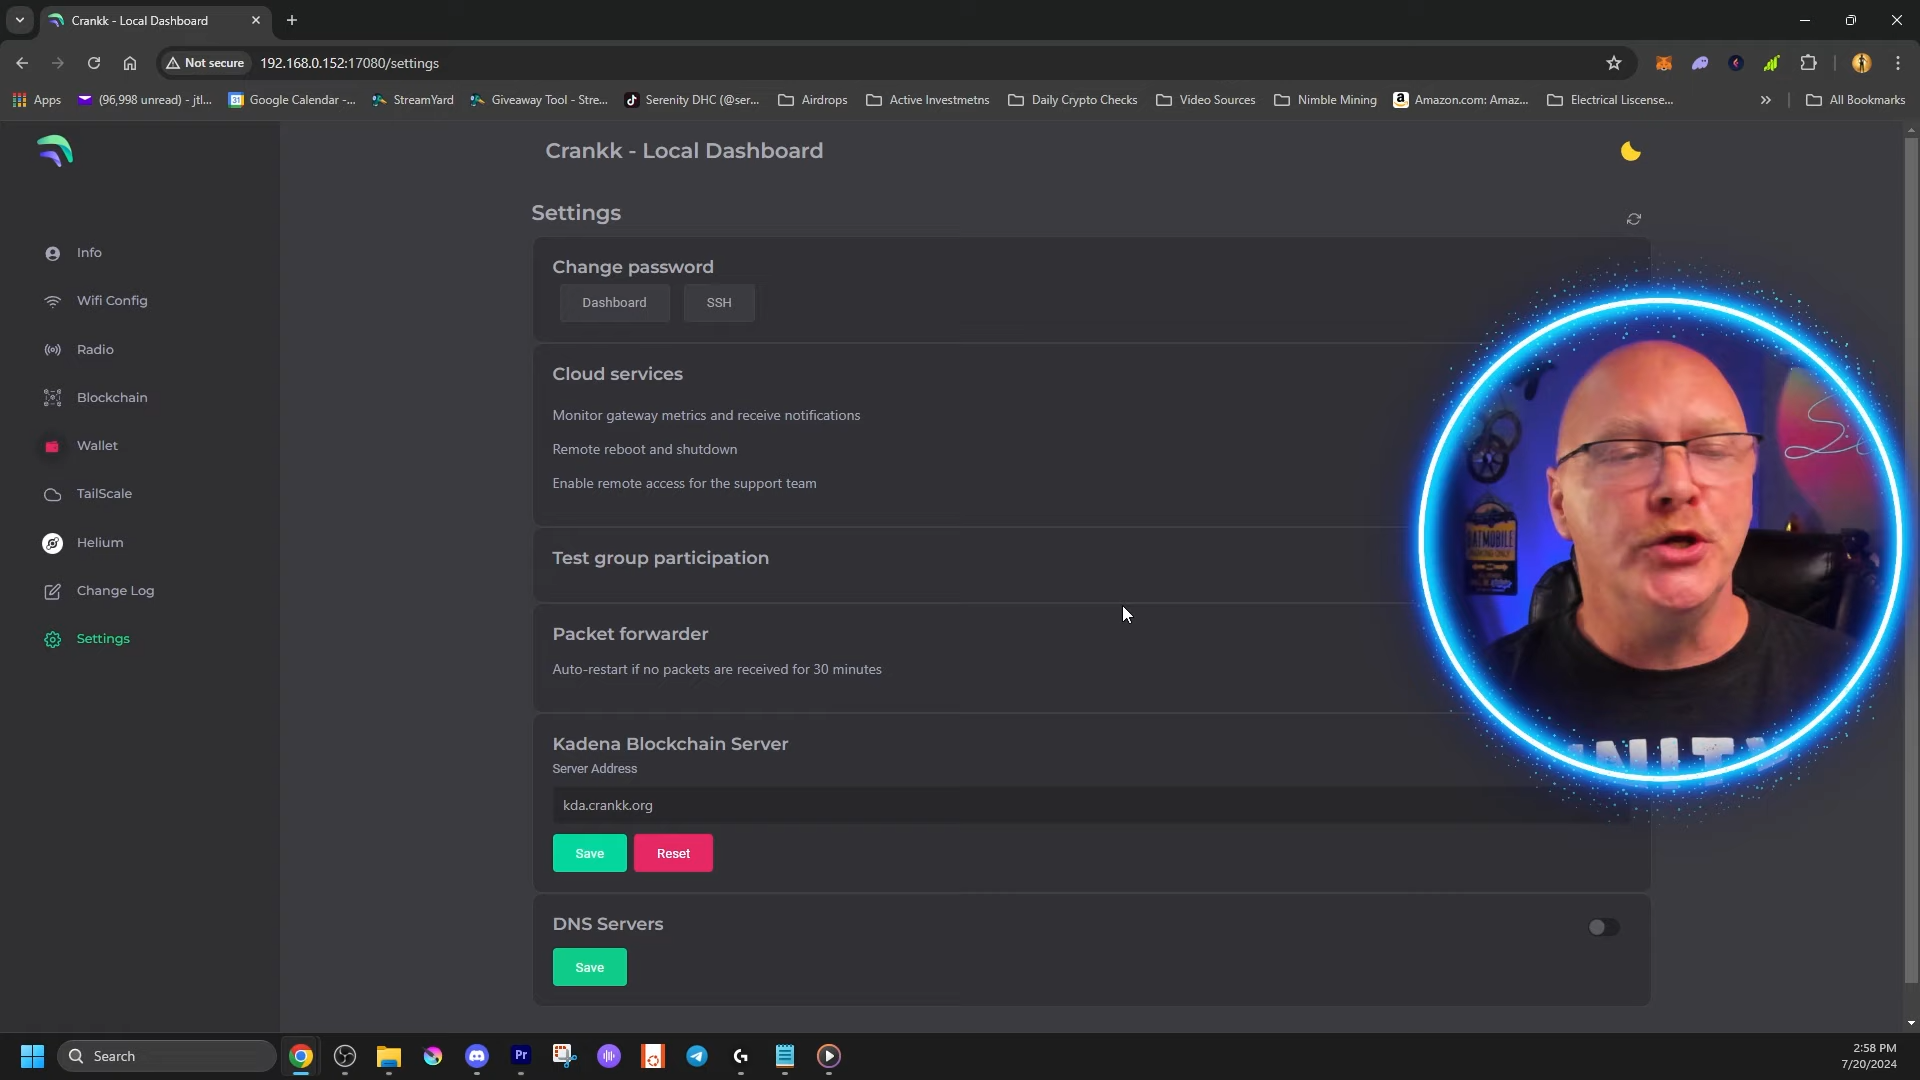 Crankk - Local Dashboard
Not secure
192.168.0.152:17080/settings
Apps
(96,998 unread) - jtl...
Google Calendar -...
StreamYard
Giveaway Tool - Stre...
Serenity DHC (@ser...
Airdrops
Active Investmetns
Daily Crypto Checks
Video Sources
Nimble Mining
Amazon.com: Amaz...
Electrical Liscense...
All Bookmarks
Crankk - Local Dashboard
Info
Wifi Config
Radio
Blockchain
Wallet
TailScale
Helium
Change Log
Settings
Settings
Change password
Dashboard
SSH
Cloud services
Monitor gateway metrics and receive notifications
Remote reboot and shutdown
Enable remote access for the support team
Test group participation
Packet forwarder
Auto-restart if no packets are received for 30 minutes
Kadena Blockchain Server
Server Address
kda.crankk.org
Save
Reset
DNS Servers
Save
Search
Pr
2:58 PM
7/20/2024